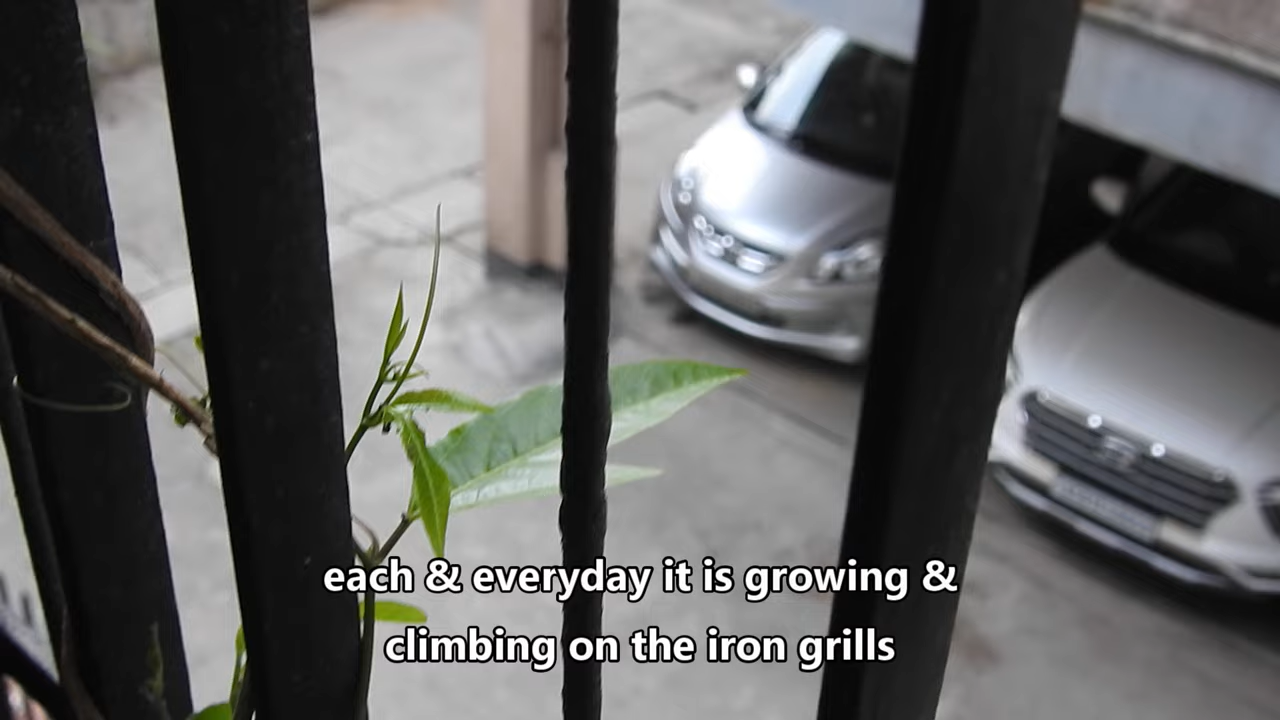 each & everyday it is growing &
climbing on the iron grills